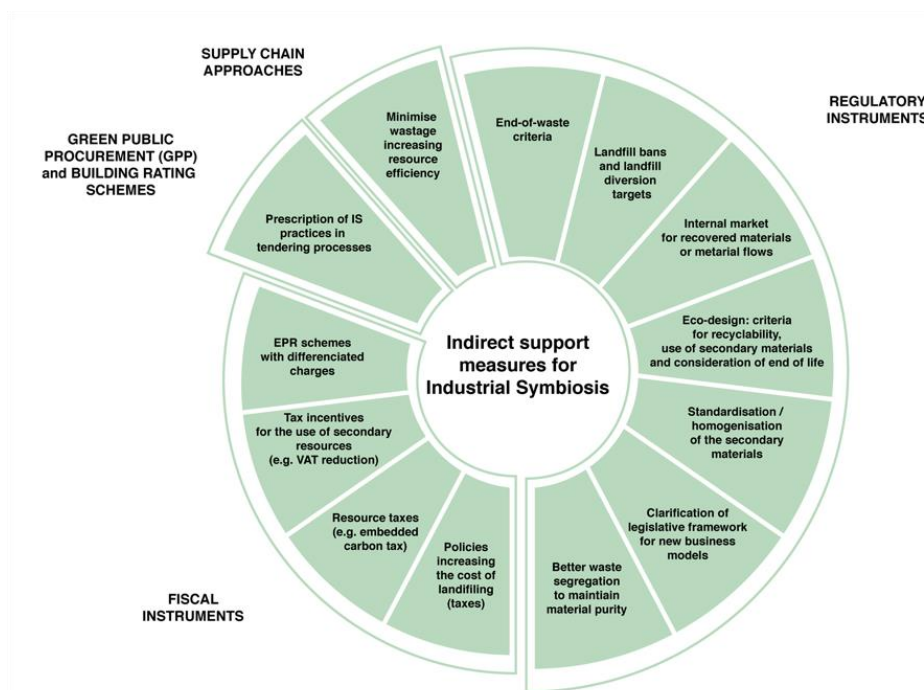 SUPPLY CHAIN
APPROACHES
REGULATORY
INSTRUMENTS
GREEN PUBLIC
PROCUREMENT (GPP)
and BUILDING RATING
SCHEMES
Minimise
wastage
increasing
resource
efficiency
End-of-waste
criteria
Landfill bans
and landfill
diversion
targets
Prescription of IS
practices in
tendering processes
Internal market
for recovered materials
or metarial flows
Eco-design: criteria
for recyclability,
use of secondary materials
and consideration of end of life
Indirect support
measures for
Industrial Symbiosis
EPR schemes
with differenciated
charges
Tax incentives
for the use of secondary
resources
(e.g. VAT reduction)
Standardisation /
homogenisation
of the secondary
materials
Resource taxes
(e.g. embedded
carbon tax)
Policies
increasing
the cost of
landfiling
(taxes)
Better waste
segregation
to maintiain
material purity
Clarification of
legislative framework
for new business
models
FISCAL
INSTRUMENTS